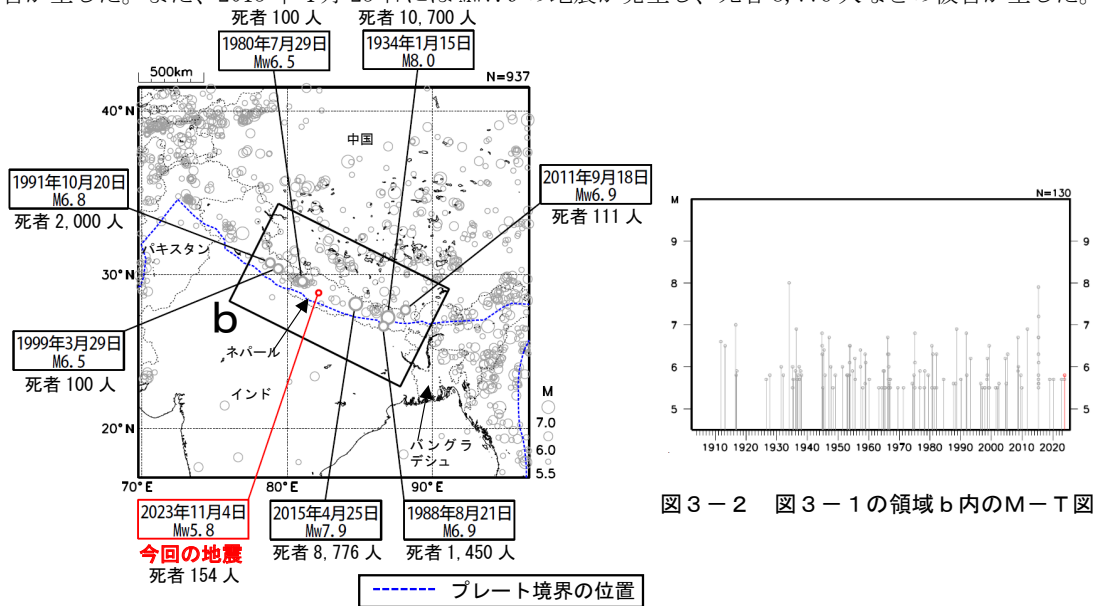 死者 100 人
死者 10,700 人
1980年7月29日
Mw6.5
1934年1月15日
M8.0
500km
N=937
40°N
30°N
20°N
70°E
80°E
90°E
中国
パキスタン
ネパール
インド
バングラ
デシュ
b
1991年10月20日
M6.8
死者 2,000 人
2011年9月18日
Mw6.9
死者 111 人
1999年3月29日
M6.5
死者 100 人
M
7.0
6.0
5.5
2023年11月4日
Mw5.8
今回の地震
死者 154 人
2015年4月25日
Mw7.9
死者 8,776 人
1988年8月21日
M6.9
死者 1,450 人
プレート境界の位置
M
N=130
9
8
7
6
5
9
8
7
6
5
1910 1920 1930 1940 1950 1960 1970 1980 1990 2000 2010 2020
図3-2 図3-1の領域b内のM-T図